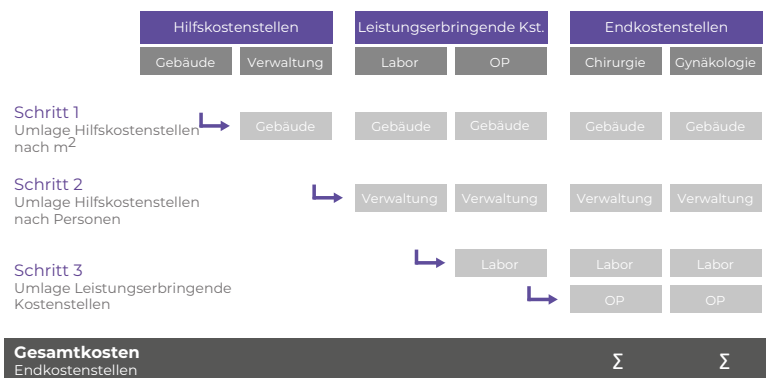 Hilfskostenstellen Leistungserbringende Kst. Endkostenstellen
Gebäude Verwaltung Labor OP Chirurgie Gynäkologie
Schritt 1
Umlage Hilfskostenstellen
nach m2
Gebäude Gebäude Gebäude Gebäude Gebäude
Schritt 2
Umlage Hilfskostenstellen
nach Personen
Verwaltung Verwaltung Verwaltung Verwaltung
Labor Labor Labor
Schritt 3
Umlage Leistungserbringende
Kostenstellen
OP OP
Gesamtkosten
Endkostenstellen
Σ Σ